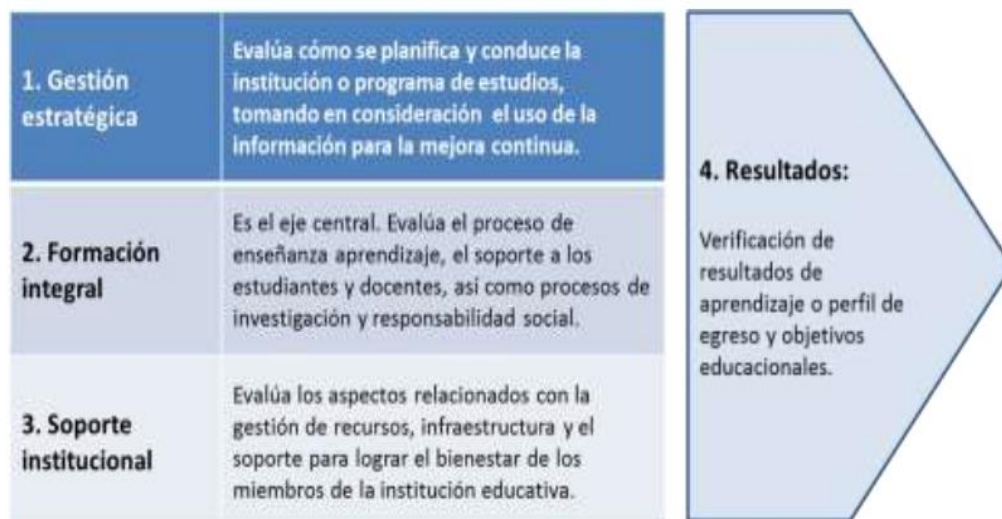 1. Gestión
estratégica
Evalúa cómo se planifica y conduce la
institución o programa de estudios,
tomando en consideración el uso de la
información para la mejora continua.
2. Formación
integral
Es el eje central. Evalúa el proceso de
enseñanza aprendizaje, el soporte a los
estudiantes y docentes, así como procesos de
investigación y responsabilidad social.
3. Soporte
institucional
Evalúa los aspectos relacionados con la
gestión de recursos, infraestructura y el
soporte para lograr el bienestar de los
miembros de la institución educativa.
4. Resultados:
Verificación de
resultados de
aprendizaje o perfil de
egreso y objetivos
educacionales.